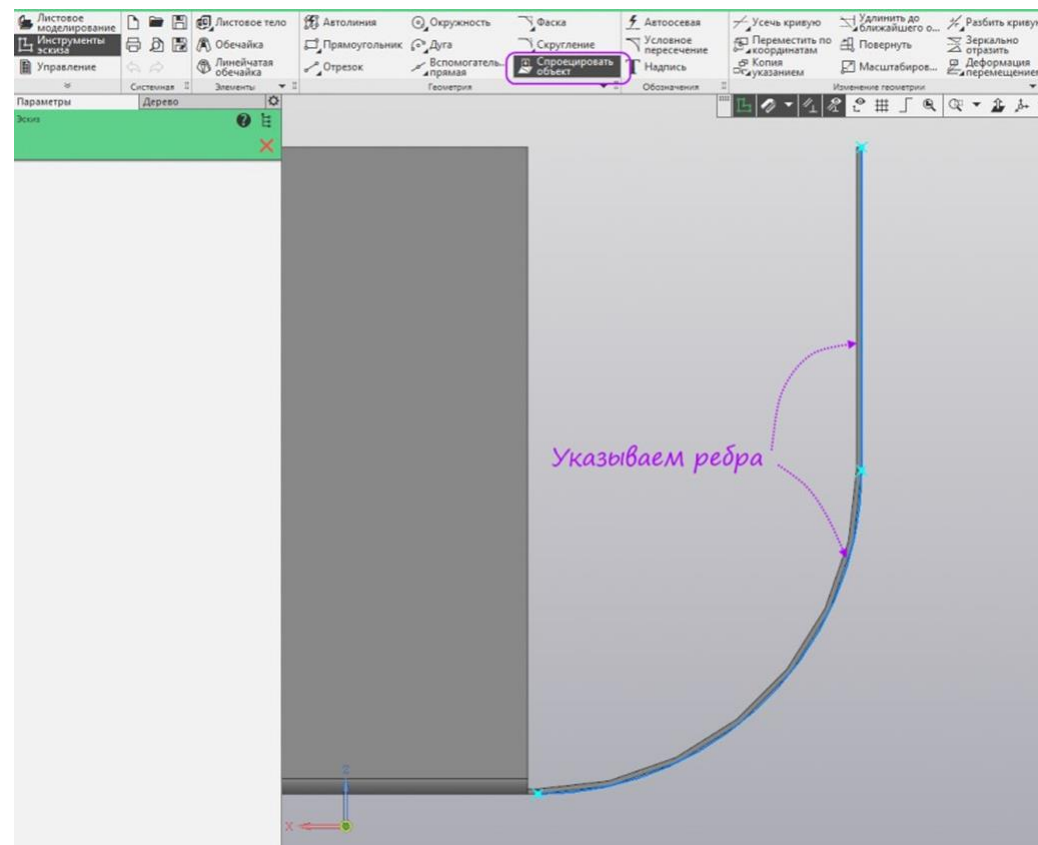 Листовое моделирование
Инструменты эскиза
Управление
Системная
Листовое тело
Обечайка
Линейчатая обечайка
Элементы
Автолиния
Прямоугольник
Отрезок
Окружность
Дуга
Вспомогатель... прямая
Фаска
Скругление
Спроецировать объект
Геометрия
Автоосевая
Условное пересечение
Надпись
Обозначения
Усечь кривую
Переместить по координатам
Копия указанием
Удлинить до ближайшего о...
Повернуть
Масштабиров...
Разбить кривую
Зеркально отразить
Деформация перемещением
Изменение геометрии
Параметры
Дерево
Эскиз
Указываем ребра
Z
X